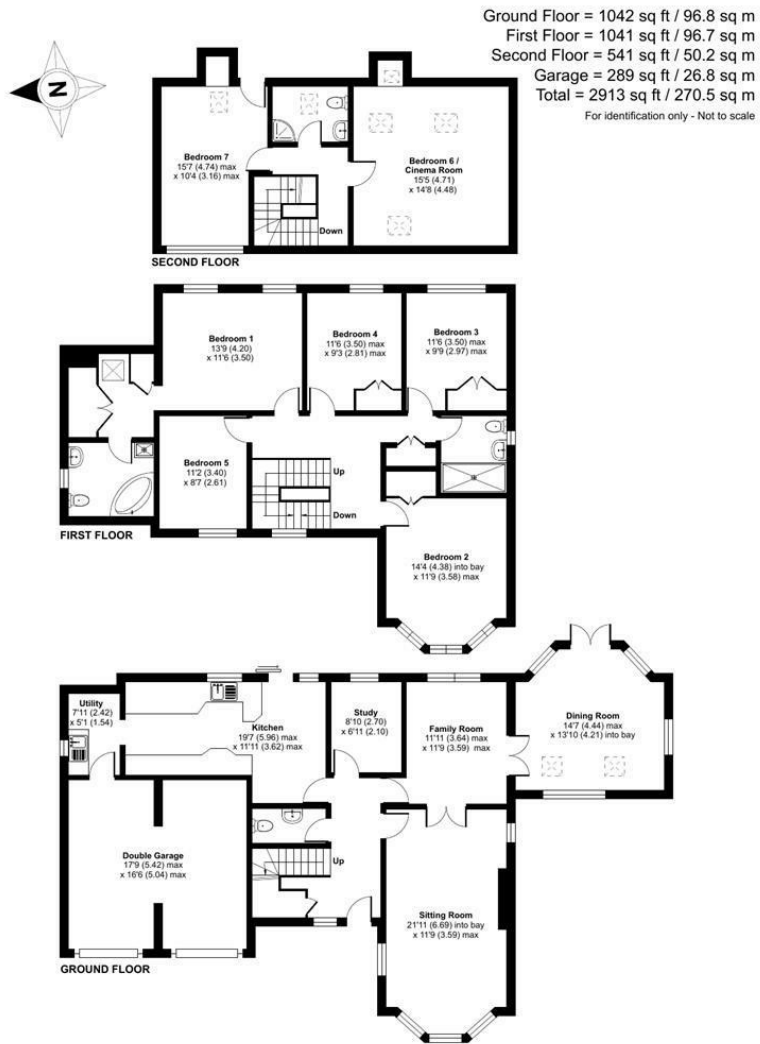 Ground Floor = 1042 sq ft / 96.8 sq m
First Floor = 1041 sq ft / 96.7 sq m
Second Floor = 541 sq ft / 50.2 sq m
Garage = 289 sq ft / 26.8 sq m
Total = 2913 sq ft / 270.5 sq m
For identification only - Not to scale
N
Bedroom 7
15'7 (4.74) max
x 10'4 (3.16) max
Bedroom 6 /
Cinema Room
15'5 (4.71)
x 14'8 (4.48)
Down
SECOND FLOOR
Bedroom 1
13'9 (4.20)
x 11'6 (3.50)
Bedroom 4
11'6 (3.50) max
x 9'3 (2.81) max
Bedroom 3
11'6 (3.50) max
x 9'9 (2.97) max
Bedroom 5
11'2 (3.40)
x 8'7 (2.61)
Up
Down
FIRST FLOOR
Bedroom 2
14'4 (4.38) into bay
x 11'9 (3.58) max
Utility
7'11 (2.42)
x 5'1 (1.54)
Kitchen
19'7 (5.96) max
x 11'11 (3.62) max
Study
8'10 (2.70)
x 6'11 (2.10)
Family Room
11'11 (3.64) max
x 11'9 (3.59) max
Dining Room
14'7 (4.44) max
x 13'10 (4.21) into bay
Double Garage
17'9 (5.42) max
x 16'6 (5.04) max
Up
Sitting Room
21'11 (6.69) into bay
x 11'9 (3.59) max
GROUND FLOOR